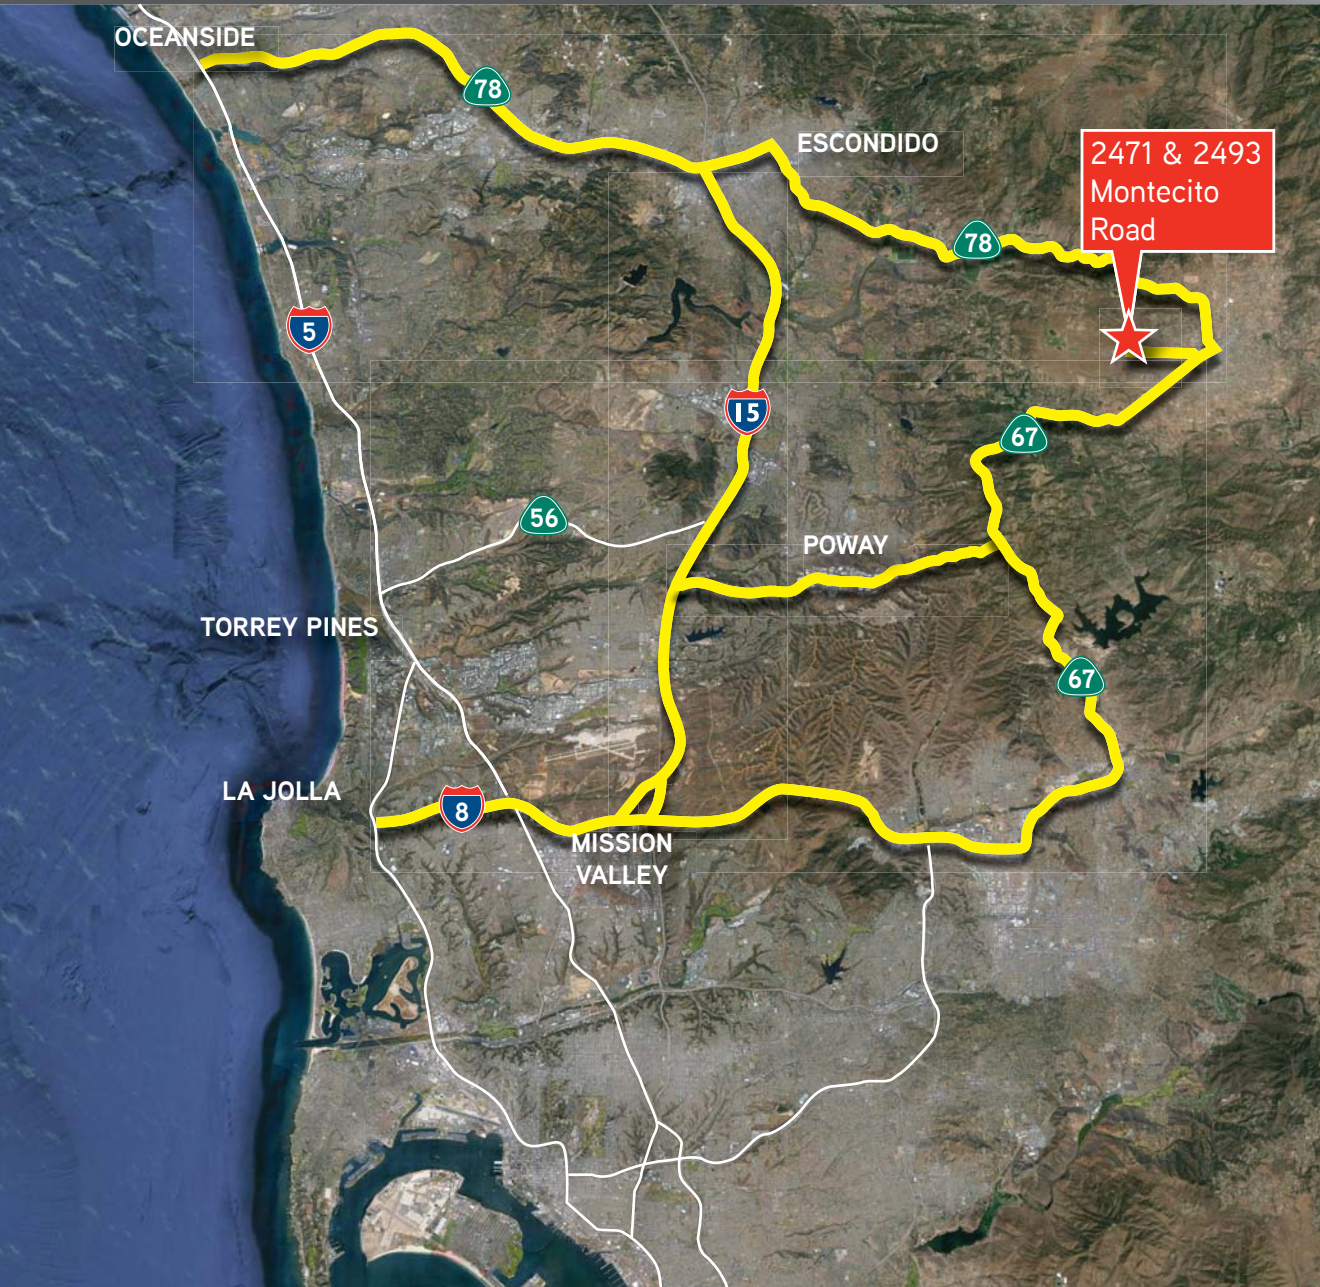 OCEANSIDE
78
ESCONDIDO
2471 & 2493
Montecito
Road
78
5
15
67
56
POWAY
TORREY PINES
67
LA JOLLA
8
MISSION
VALLEY